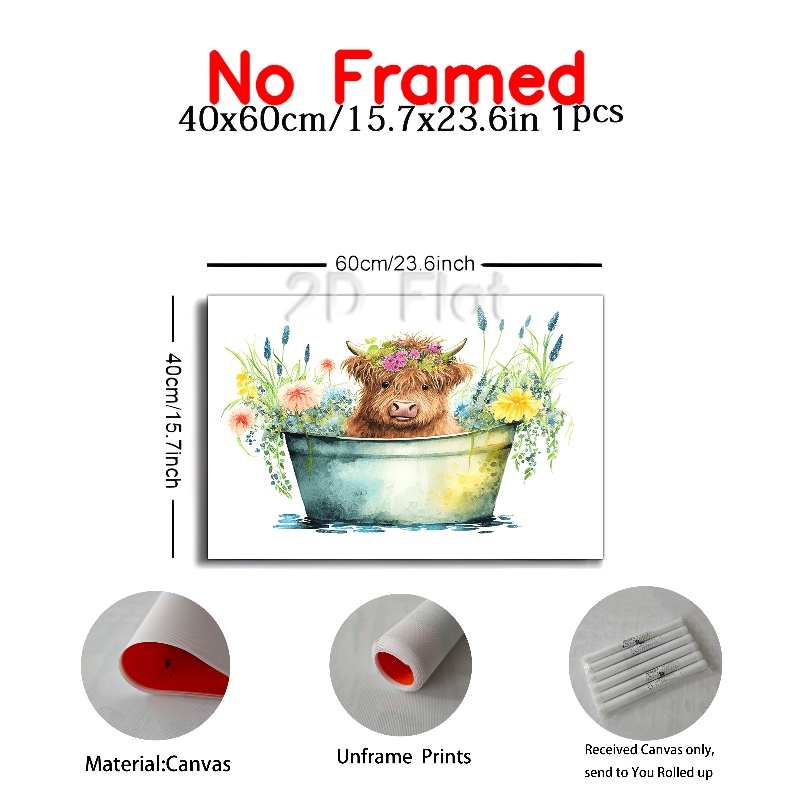 No Framed
40x60cm/15.7x23.6in 1pcs
60cm/23.6inch
2D Flat
40cm/15.7inch
Material:Canvas
Unframe Prints
Received Canvas only,
send to You Rolled up